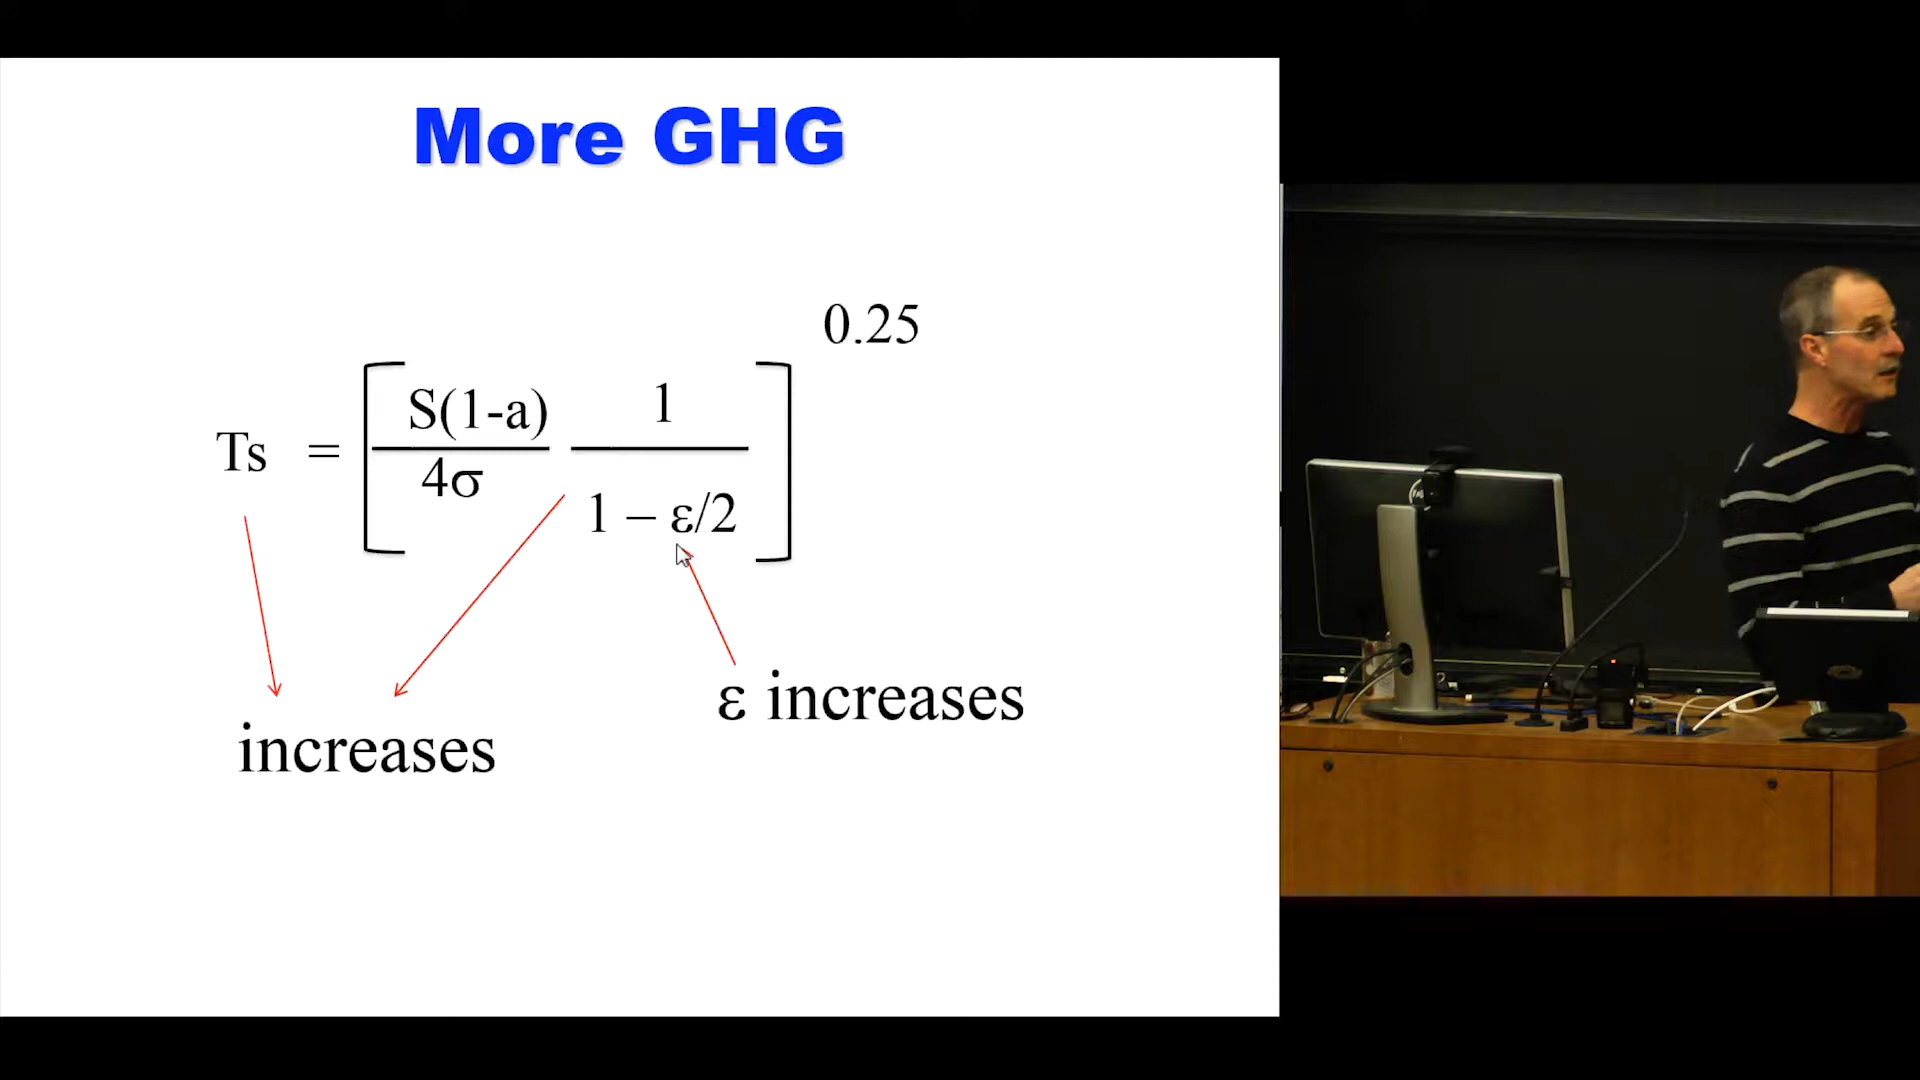 More GHG
Ts = [ S(1-a) / 4σ 1 / 1 – ε/2 ] 0.25
ε increases
increases